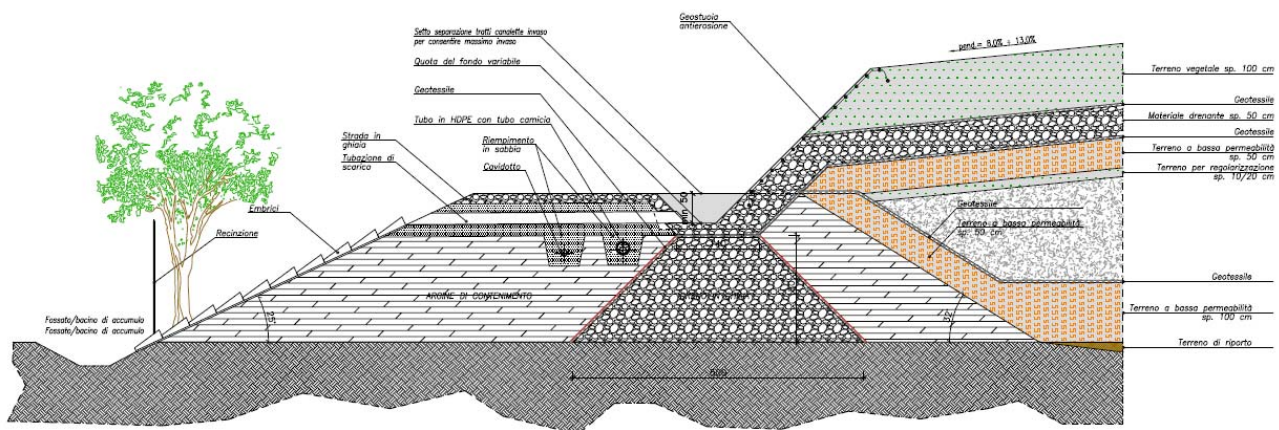 Geostuoia
antierosione
Setto separazione tratti canalette invaso
per consentire massimo invaso
pend.= 8,0% ÷ 13,0%
Quota del fondo variabile
Terreno vegetale sp. 100 cm
Geotessile
Geotessile
Materiale drenante sp. 50 cm
Tubo in HDPE con tubo camicia
Geotessile
Strada in
ghiaia
Riempimento
in sabbia
Terreno a bassa permeabilità
sp. 50 cm
Tubazione di
scarico
Cavidotto
Terreno per regolarizzazione
sp. 10/20 cm
min. 50
Embrici
Geotessile
Terreno a bassa permeabilità
sp. 50 cm
Recinzione
Geotessile
ARGINE DI CONTENIMENTO
Fossato/bacino di accumulo
Fossato/bacino di accumulo
25°
32°
Terreno a bassa permeabilità
sp. 100 cm
Terreno di riporto